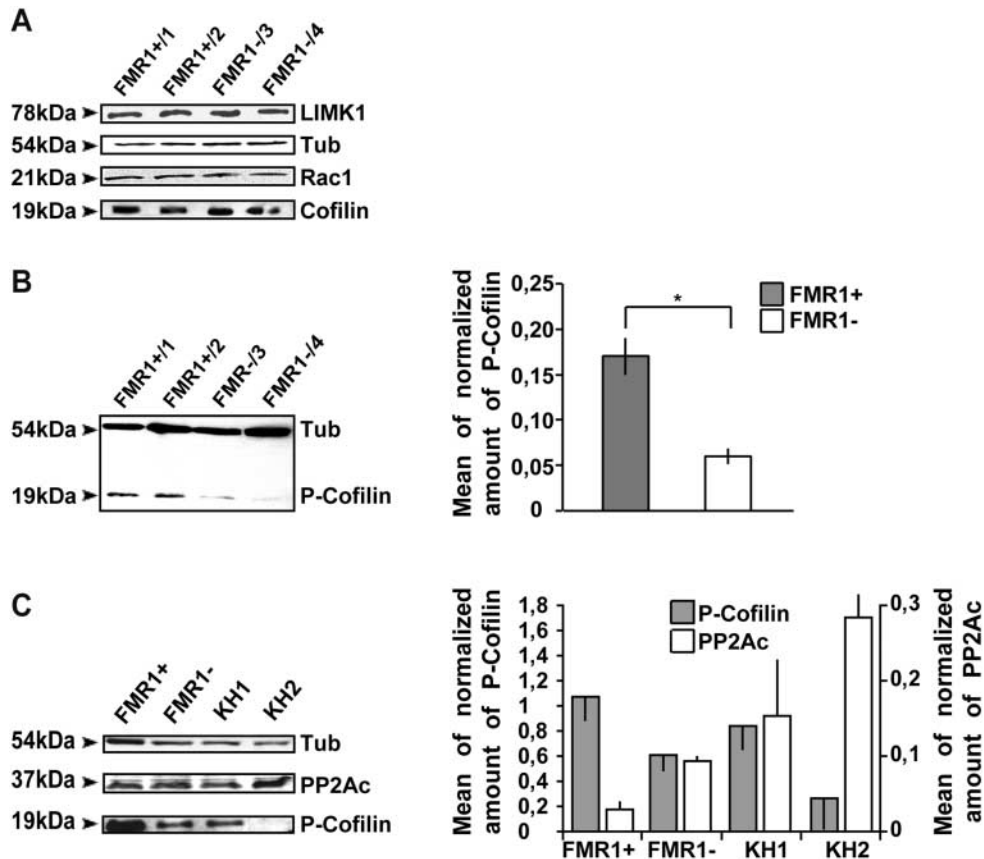 A
FMR1+/1 FMR1+/2 FMR1-/3 FMR1-/4
78kDa LIMK1
54kDa Tub
21kDa Rac1
19kDa Cofilin
B
FMR1+/1 FMR1+/2 FMR-/3 FMR1-/4
54kDa Tub
19kDa P-Cofilin
Mean of normalized
amount of P-Cofilin
0,25
0,20
0,15
0,10
0,05
0
*
FMR1+
FMR1-
C
FMR1+ FMR1- KH1 KH2
54kDa Tub
37kDa PP2Ac
19kDa P-Cofilin
Mean of normalized
amount of P-Cofilin
1,8
1,6
1,4
1,2
1
0,8
0,6
0,4
0,2
0
P-Cofilin
PP2Ac
0,3
0,2
0,1
0
Mean of normalized
amount of PP2Ac
FMR1+ FMR1- KH1 KH2